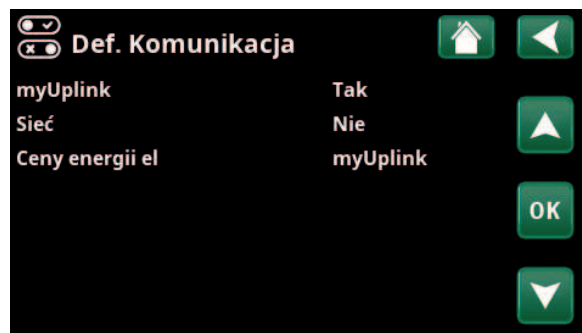 Def. Komunikacja
myUplink Tak
Sieć Nie
Ceny energii el myUplink
OK